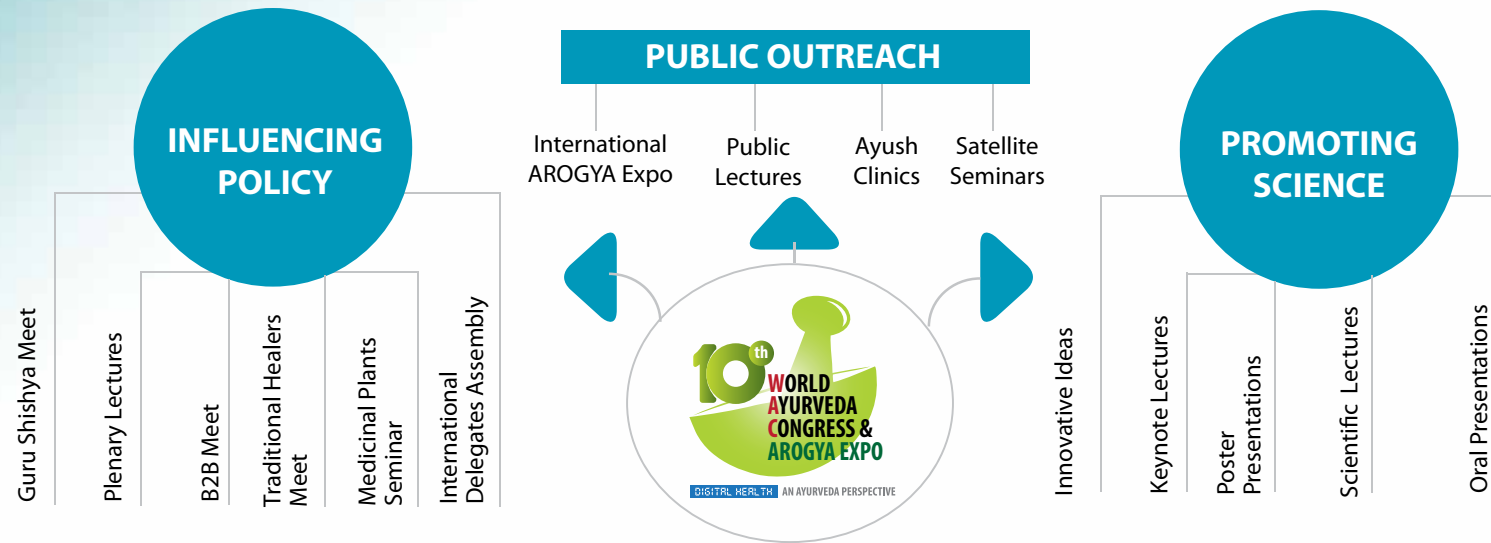 INFLUENCING
POLICY
Guru Shishya Meet
Plenary Lectures
B2B Meet
Traditional Healers
Meet
Medicinal Plants
Seminar
International
Delegates Assembly
PUBLIC OUTREACH
International
AROGYA Expo
Public
Lectures
Ayush
Clinics
Satellite
Seminars
10th
WORLD
AYURVEDA
CONGRESS &
AROGYA EXPO
DIGITAL HEALTH AN AYURVEDA PERSPECTIVE
PROMOTING
SCIENCE
Innovative Ideas
Keynote Lectures
Poster
Presentations
Scientific Lectures
Oral Presentations